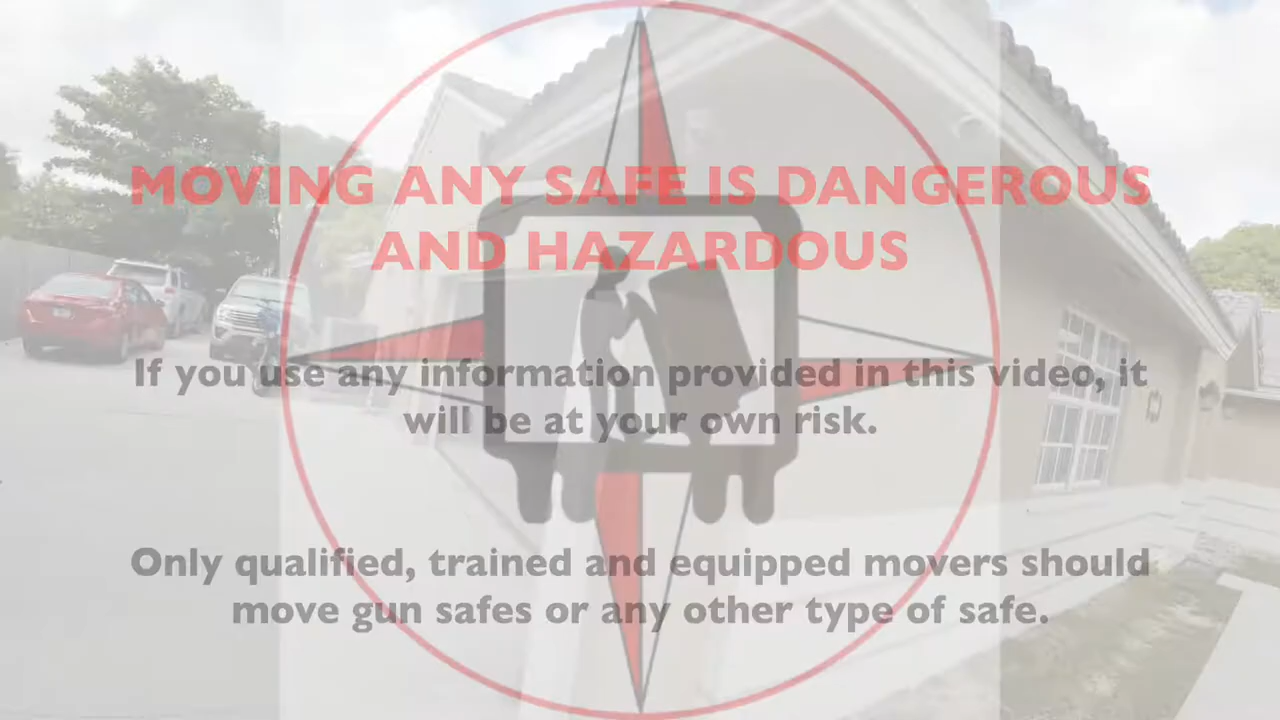 MOVING ANY SAFE IS DANGEROUS
AND HAZARDOUS
If you use any information provided in this video, it
will be at your own risk.
Only qualified, trained and equipped movers should
move gun safes or any other type of safe.